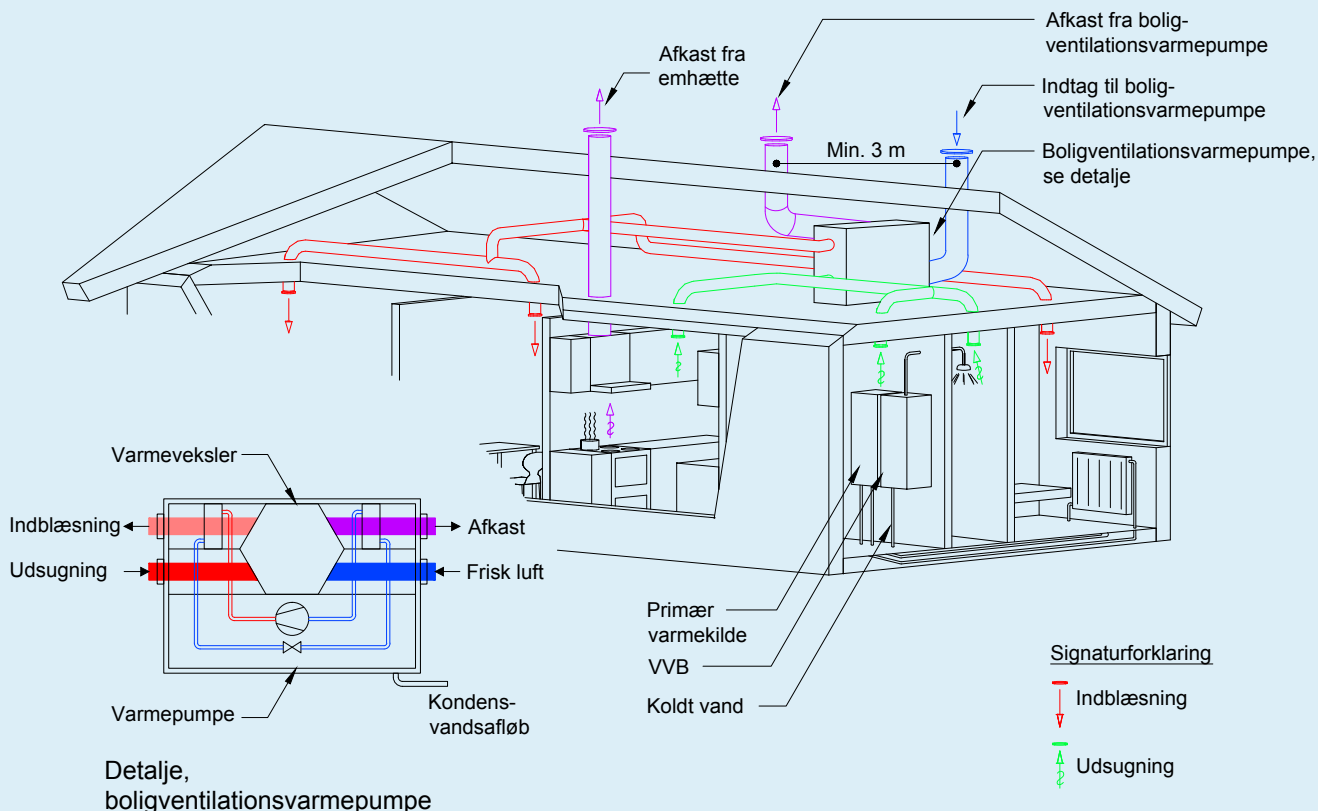 Afkast fra
emhætte
Afkast fra bolig-
ventilationsvarmepumpe
Indtag til bolig-
ventilationsvarmepumpe
Min. 3 m
Boligventilationsvarmepumpe,
se detalje
Varmeveksler
Indblæsning
Afkast
Udsugning
Frisk luft
Varmepumpe
Kondens-
vandsafløb
Detalje,
boligventilationsvarmepumpe
Primær
varmekilde
VVB
Koldt vand
Signaturforklaring
Indblæsning
Udsugning